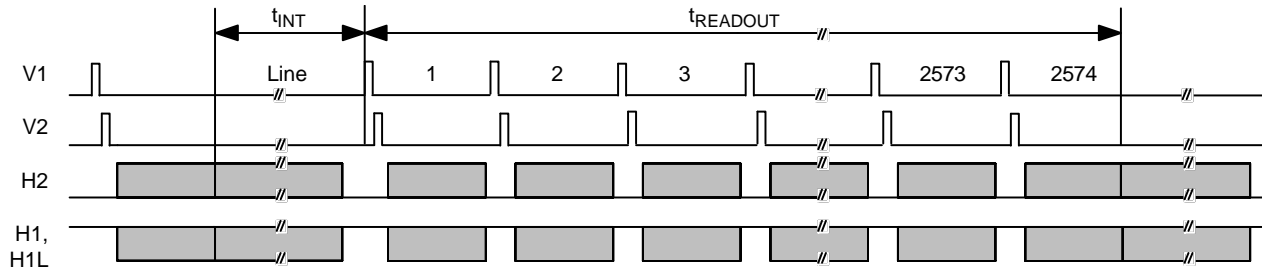 tINT tREADOUT
V1 Line 1 2 3 2573 2574
V2
H2
H1,
H1L